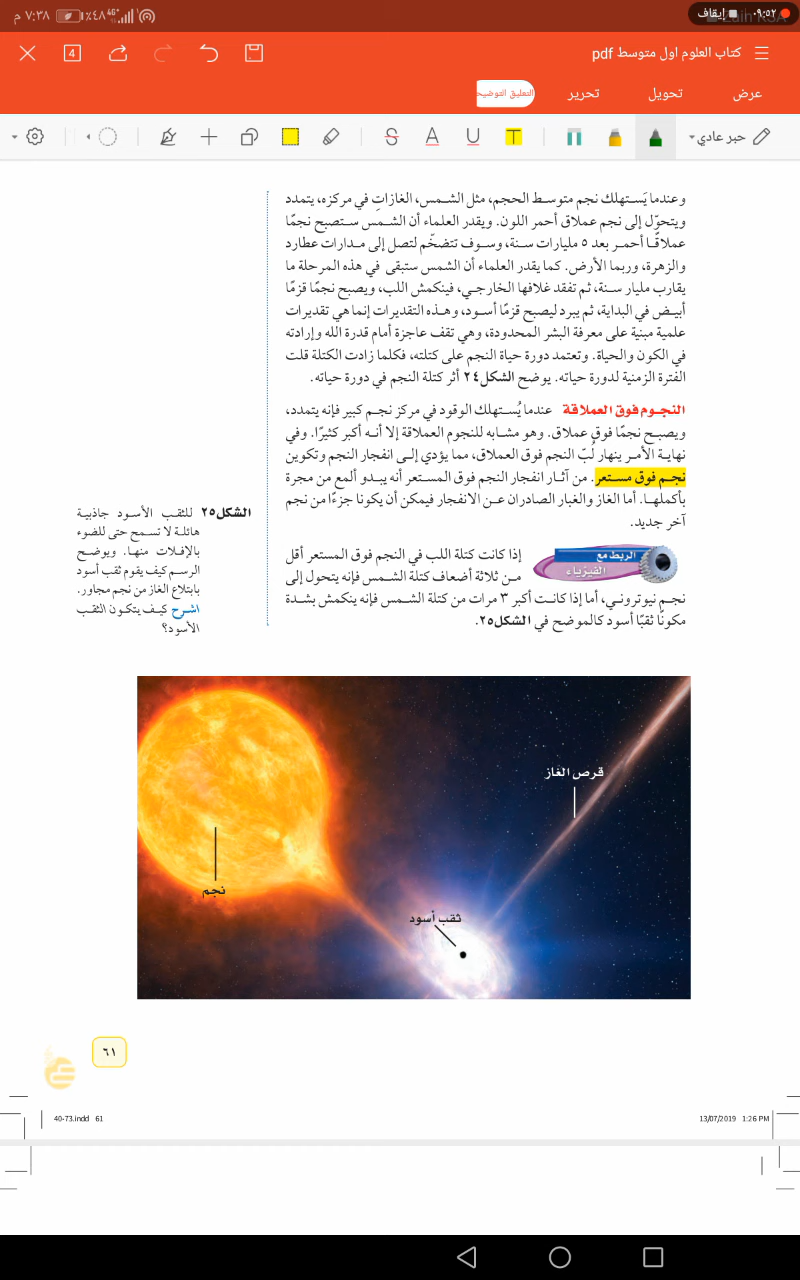 ٠٩:٥٢ إيقاف
٪٤٨ ٧:٣٨ م
كتاب العلوم اول متوسط pdf
4
عرض تحويل تحرير التعليق التوضيح
حبر عادي
وعندما يَستهلك نجم متوسط الحجم، مثل الشمس، الغازاتِ في مركزه، يتمدد
ويتحوّل إلى نجم عملاق أحمر اللون. ويقدر العلماء أن الشمس ستصبح نجمًا
عملاقًا أحمر بعد ٥ مليارات سنة، وسوف تتضخّم لتصل إلى مدارات عطارد
والزهرة، وربما الأرض. كما يقدر العلماء أن الشمس ستبقى في هذه المرحلة ما
يقارب مليار سنة، ثم تفقد غلافها الخارجي، فينكمش اللب، ويصبح نجمًا قزمًا
أبيض في البداية، ثم يبرد ليصبح قزمًا أسود، وهذه التقديرات إنما هي تقديرات
علمية مبنية على معرفة البشر المحدودة، وهي تقف عاجزة أمام قدرة الله وإرادته
في الكون والحياة. وتعتمد دورة حياة النجم على كتلته، فكلما زادت الكتلة قلت
الفترة الزمنية لدورة حياته. يوضح الشكل٢٤ أثر كتلة النجم في دورة حياته.
النجوم فوق العملاقة عندما يُستهلك الوقود في مركز نجم كبير فإنه يتمدد،
ويصبح نجمًا فوق عملاق. وهو مشابه للنجوم العملاقة إلا أنه أكبر كثيرًا. وفي
نهاية الأمر ينهار لُبّ النجم فوق العملاق، مما يؤدي إلى انفجار النجم وتكوين
نجم فوق مستعر. من آثار انفجار النجم فوق المستعر أنه يبدو ألمع من مجرة
بأكملها. أما الغاز والغبار الصادران عن الانفجار فيمكن أن يكونا جزءًا من نجم
آخر جديد.
الربط مع
الفيزياء
إذا كانت كتلة اللب في النجم فوق المستعر أقل
من ثلاثة أضعاف كتلة الشمس فإنه يتحول إلى
نجم نيوتروني، أما إذا كانت أكبر ٣ مرات من كتلة الشمس فإنه ينكمش بشدة
مكونًا ثقبًا أسود كالموضح في الشكل٢٥.
الشكل٢٥ للثقب الأسود جاذبية
هائلة لا تسمح حتى للضوء
بالإفلات منها. ويوضح
الرسم كيف يقوم ثقب أسود
بابتلاع الغاز من نجم مجاور.
اشرح كيف يتكون الثقب
الأسود؟
قرص الغاز
نجم
ثقب أسود
٦١
40-73.indd 61
13/07/2019 1:26 PM